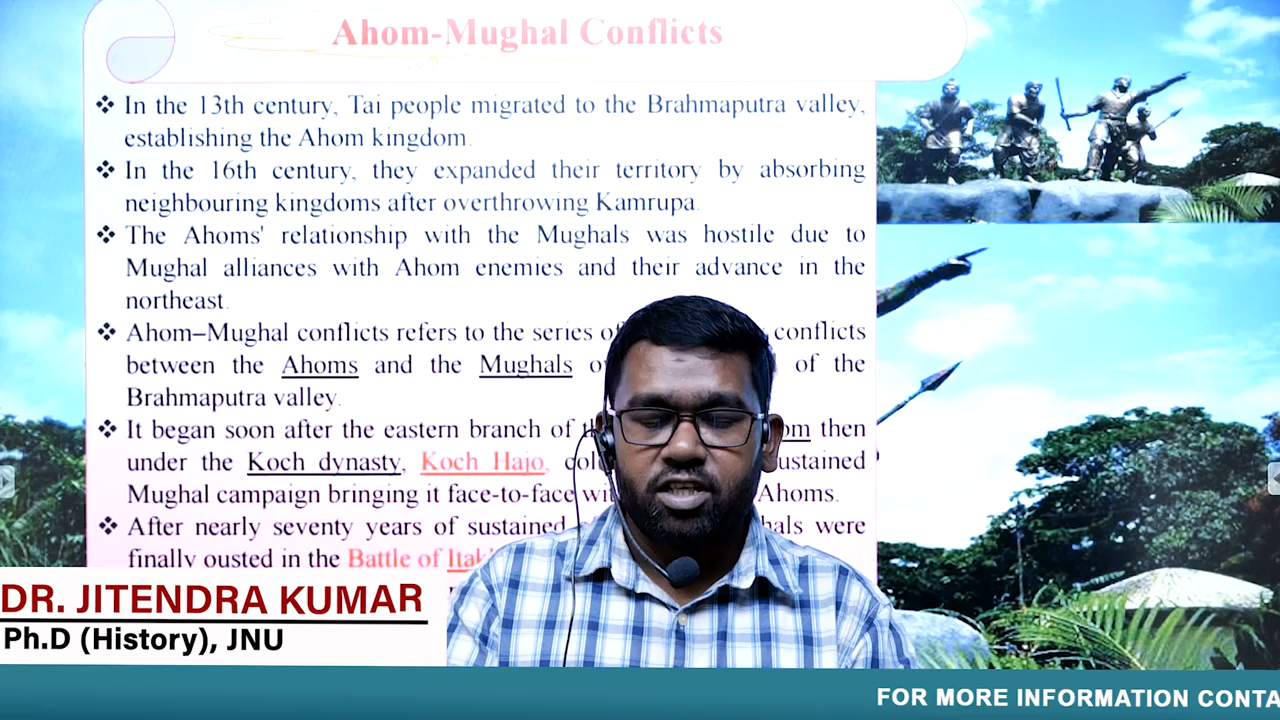 Ahom-Mughal Conflicts
❖ In the 13th century, Tai people migrated to the Brahmaputra valley,
establishing the Ahom kingdom.
❖ In the 16th century, they expanded their territory by absorbing
neighbouring kingdoms after overthrowing Kamrupa.
❖ The Ahoms' relationship with the Mughals was hostile due to
Mughal alliances with Ahom enemies and their advance in the
northeast.
❖ Ahom–Mughal conflicts refers to the series of conflicts
between the Ahoms and the Mughals of the
Brahmaputra valley.
❖ It began soon after the eastern branch of then
under the Koch dynasty, Koch Hajo, sustained
Mughal campaign bringing it face-to-face Ahoms.
❖ After nearly seventy years of sustained were
finally ousted in the Battle of
DR. JITENDRA KUMAR
Ph.D (History), JNU
FOR MORE INFORMATION